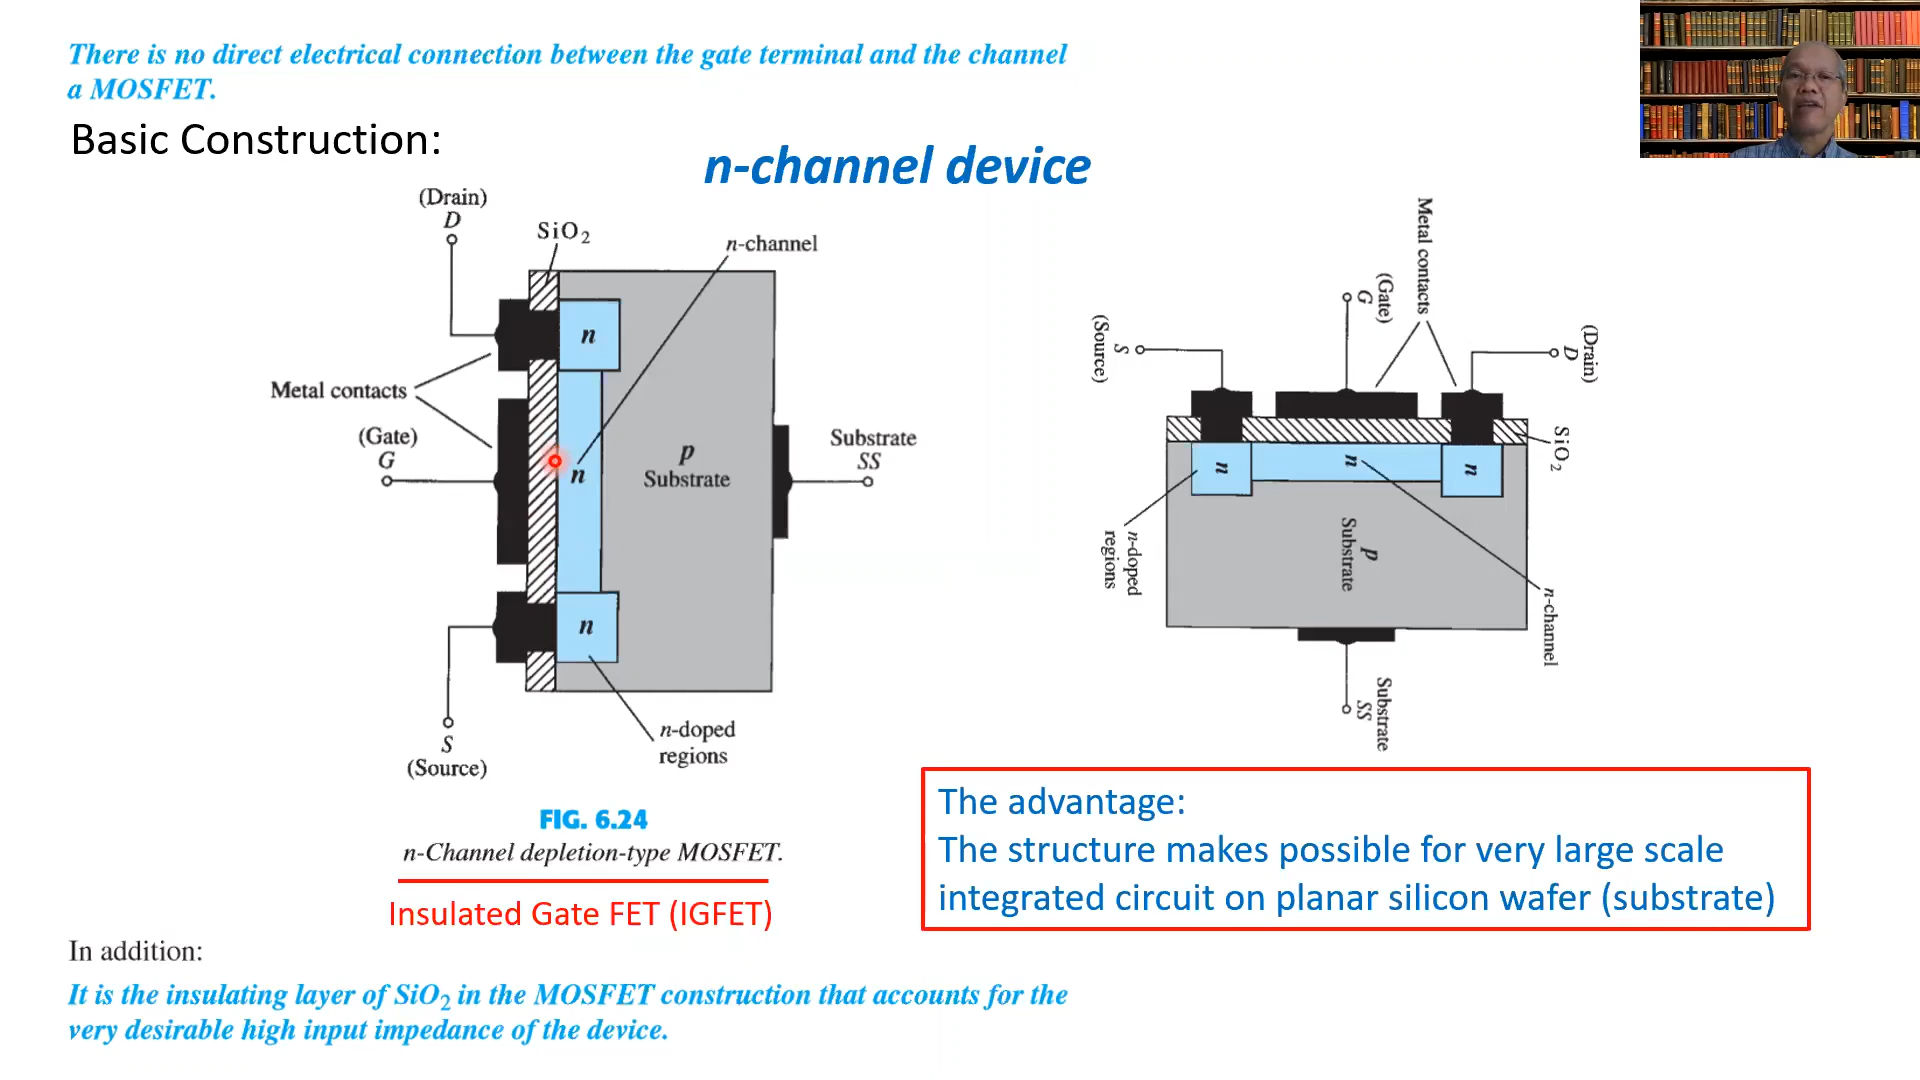 There is no direct electrical connection between the gate terminal and the channel
a MOSFET.
Basic Construction:
n-channel device
(Drain)
D
SiO2
n-channel
n
Metal contacts
(Gate)
G
n
p
Substrate
Substrate
SS
n
S
(Source)
n-doped
regions
FIG. 6.24
n-Channel depletion-type MOSFET.
Insulated Gate FET (IGFET)
Metal contacts
(Gate)
G
(Source)
S
(Drain)
D
SiO2
n
n
n
n-doped
regions
p
Substrate
n-channel
Substrate
SS
The advantage:
The structure makes possible for very large scale
integrated circuit on planar silicon wafer (substrate)
In addition:
It is the insulating layer of SiO2 in the MOSFET construction that accounts for the
very desirable high input impedance of the device.